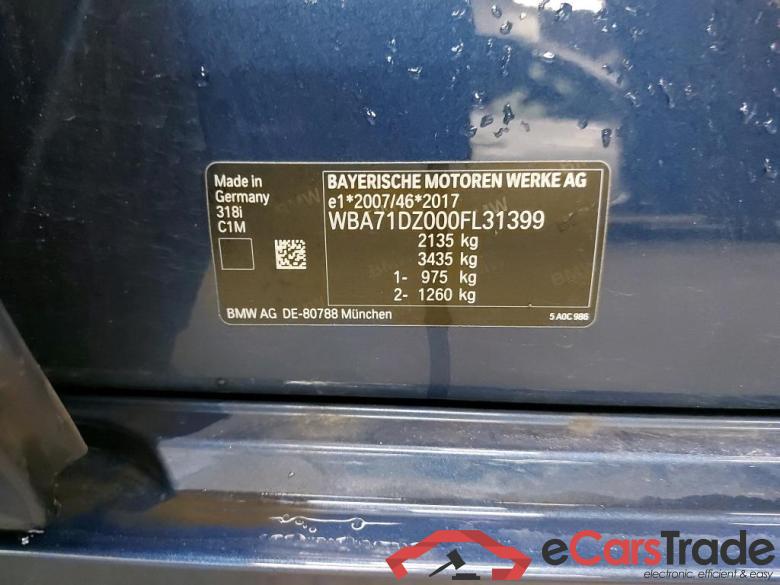 Made in
Germany
318i
C1M
BAYERISCHE MOTOREN WERKE AG
e1*2007/46*2017
WBA71DZ000FL31399
2135 kg
3435 kg
1- 975 kg
2- 1260 kg
BMW AG DE-80788 München
5 A0C 986
eCarsTrade
electronic, efficient & easy